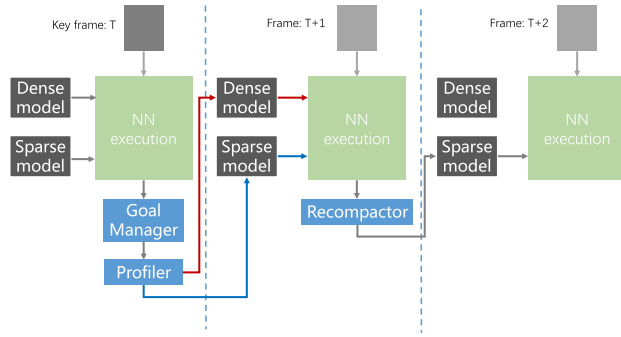 Key frame: T
Frame: T+1
Frame: T+2
Dense
model
Sparse
model
NN
execution
Goal
Manager
Profiler
Dense
model
Sparse
model
NN
execution
Recompactor
Dense
model
Sparse
model
NN
execution